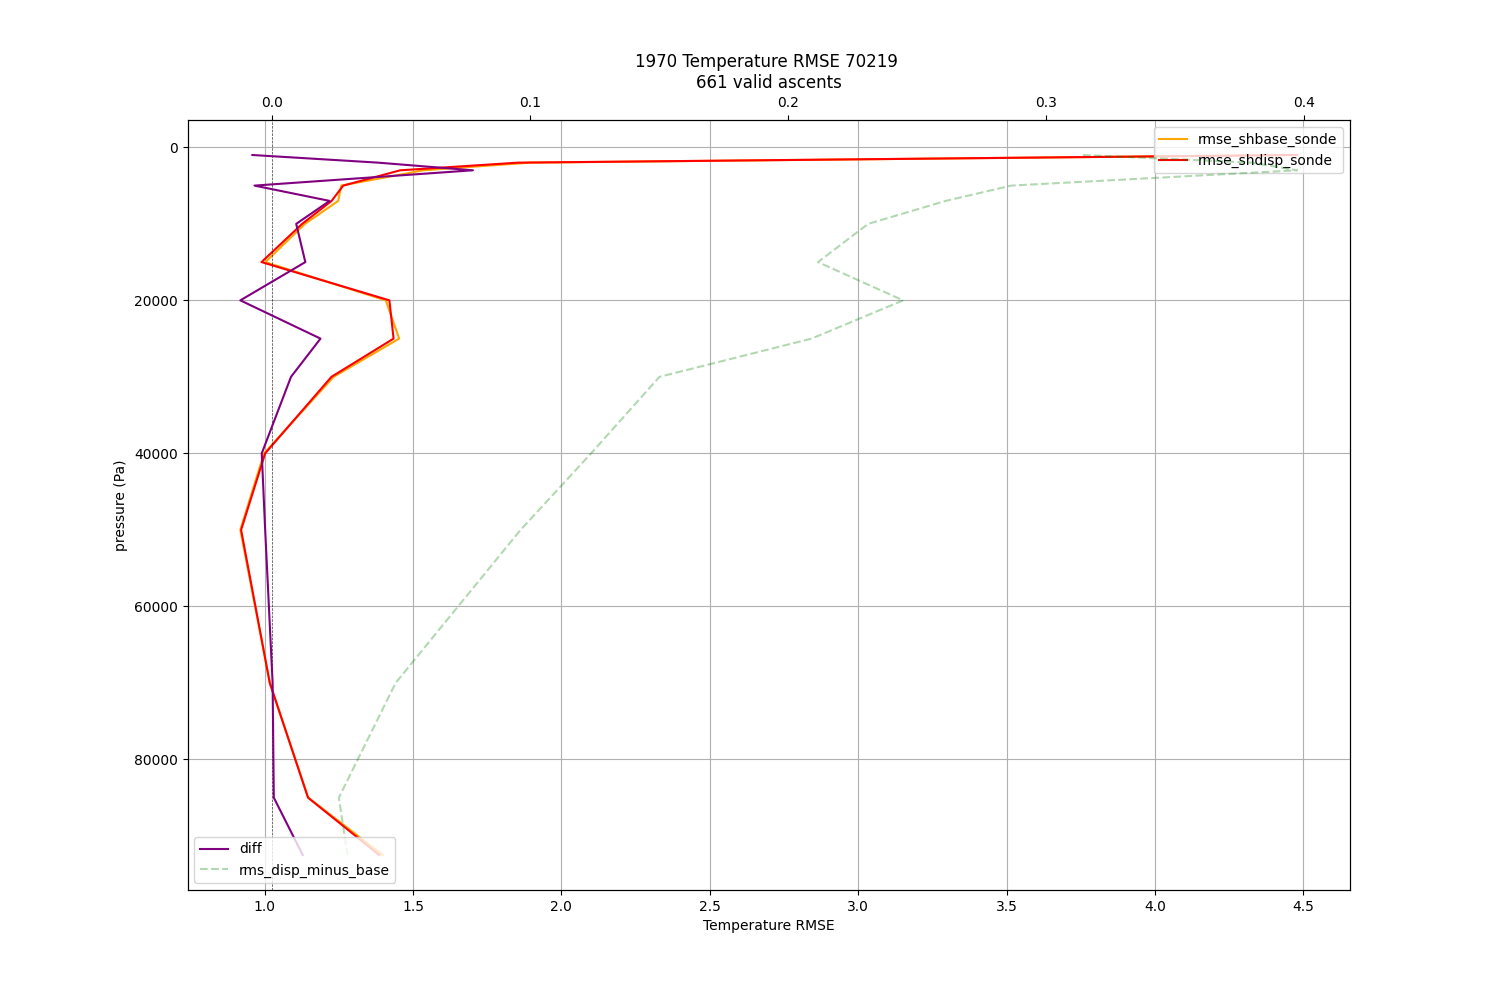 1970 Temperature RMSE 70219
661 valid ascents
0.0 0.1 0.2 0.3 0.4
rmse_shbase_sonde
rmse_shdisp_sonde
0
20000
40000
60000
80000
pressure (Pa)
diff
rms_disp_minus_base
1.0 1.5 2.0 2.5 3.0 3.5 4.0 4.5
Temperature RMSE